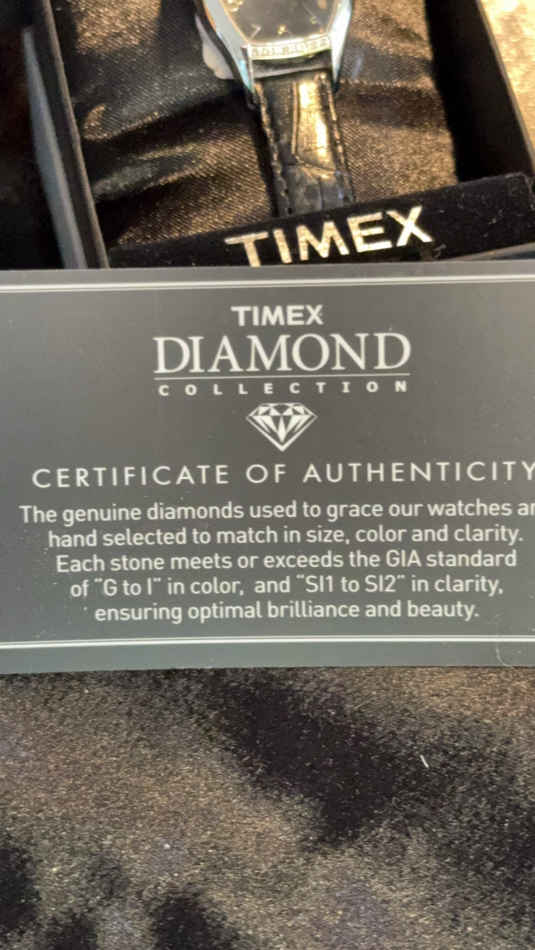 TIMEX
TIMEX
DIAMOND
COLLECTION
CERTIFICATE OF AUTHENTICITY
The genuine diamonds used to grace our watches
hand selected to match in size, color and clarity.
Each stone meets or exceeds the GIA standard
of "G to I" in color, and "SI1 to SI2" in clarity,
ensuring optimal brilliance and beauty.